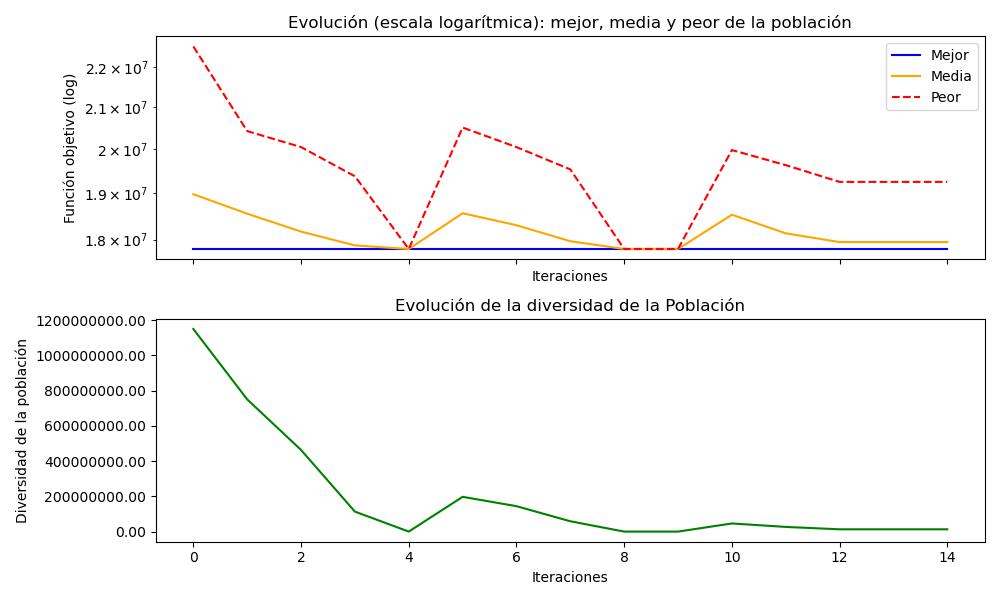 Evolución (escala logarítmica): mejor, media y peor de la población
Función objetivo (log)
2.2 × 10⁷
2.1 × 10⁷
2 × 10⁷
1.9 × 10⁷
1.8 × 10⁷
Mejor
Media
Peor
Iteraciones
Evolución de la diversidad de la Población
Diversidad de la población
1200000000.00
1000000000.00
800000000.00
600000000.00
400000000.00
200000000.00
0.00
0 2 4 6 8 10 12 14
Iteraciones